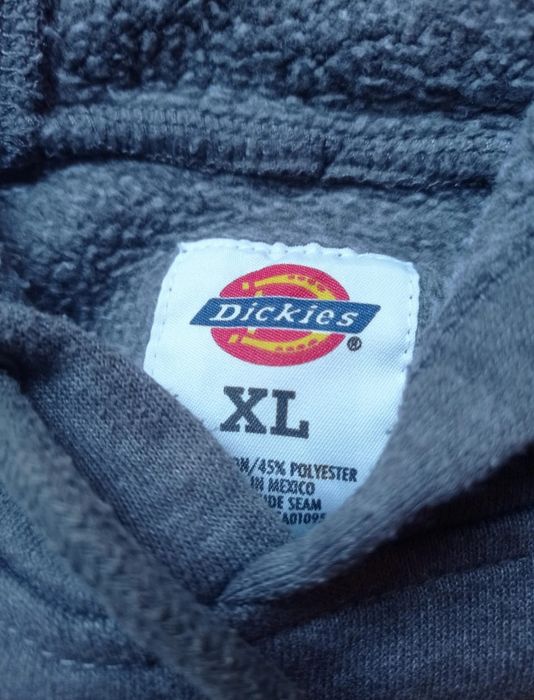 Dickies®
XL
/45% POLYESTER
IN MEXICO
SEAM